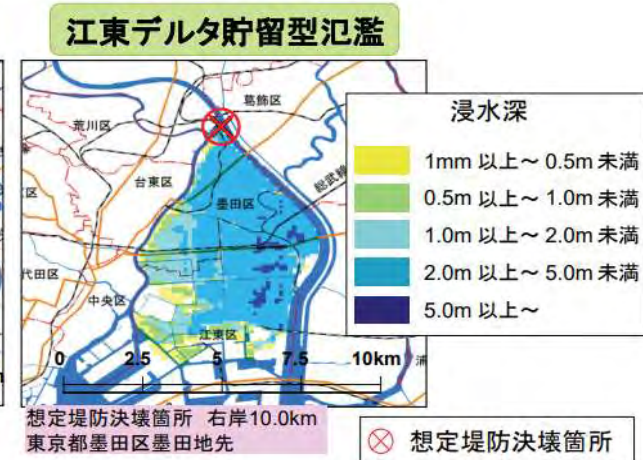 江東デルタ貯留型氾濫
葛飾区
荒川区
台東区
墨田区
総武線
代田区
中央区
江東区
0 2.5 5 7.5 10km
浦
想定堤防決壊箇所 右岸10.0km
東京都墨田区墨田地先
浸水深
1mm 以上～ 0.5m 未満
0.5m 以上～ 1.0m 未満
1.0m 以上～ 2.0m 未満
2.0m 以上～ 5.0m 未満
5.0m 以上～
想定堤防決壊箇所